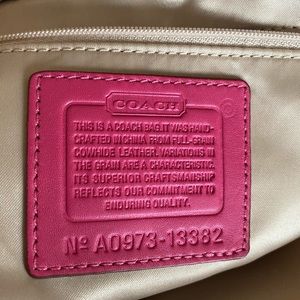 COACH
THIS IS A COACH BAG. IT WAS HAND-
CRAFTED IN CHINA FROM FULL-GRAIN
COWHIDE LEATHER. VARIATIONS IN
THE GRAIN ARE A CHARACTERISTIC.
ITS SUPERIOR CRAFTSMANSHIP
REFLECTS OUR COMMITMENT TO
ENDURING QUALITY.
Nº A0973-13382